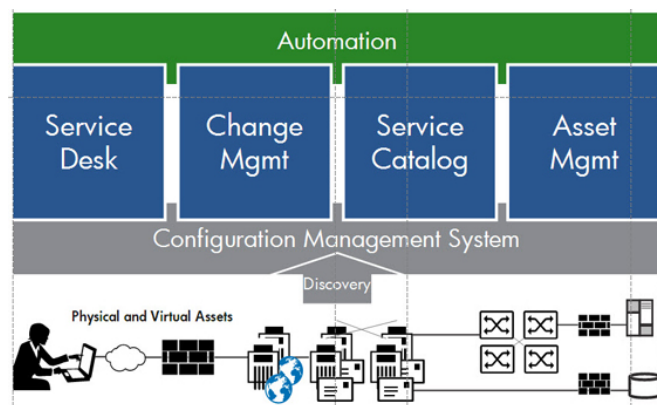 Automation
Service
Desk
Change
Mgmt
Service
Catalog
Asset
Mgmt
Configuration Management System
Discovery
Physical and Virtual Assets